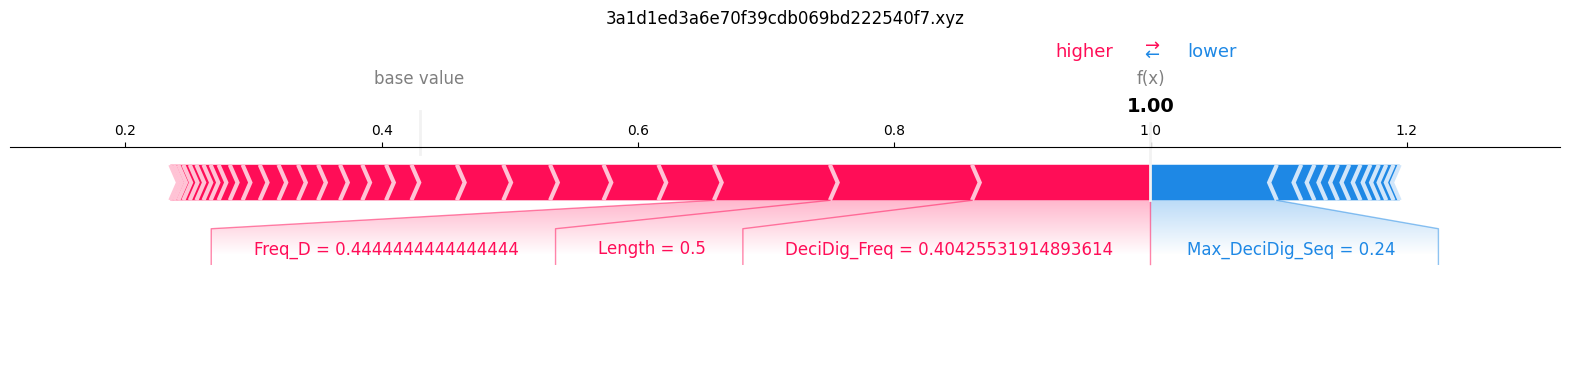 3a1d1ed3a6e70f39cdb069bd222540f7.xyz
higher → ← lower
base value f(x)
1.00
0.2 0.4 0.6 0.8 1.0 1.2
Freq_D = 0.4444444444444444 Length = 0.5 DeciDig_Freq = 0.40425531914893614 Max_DeciDig_Seq = 0.24